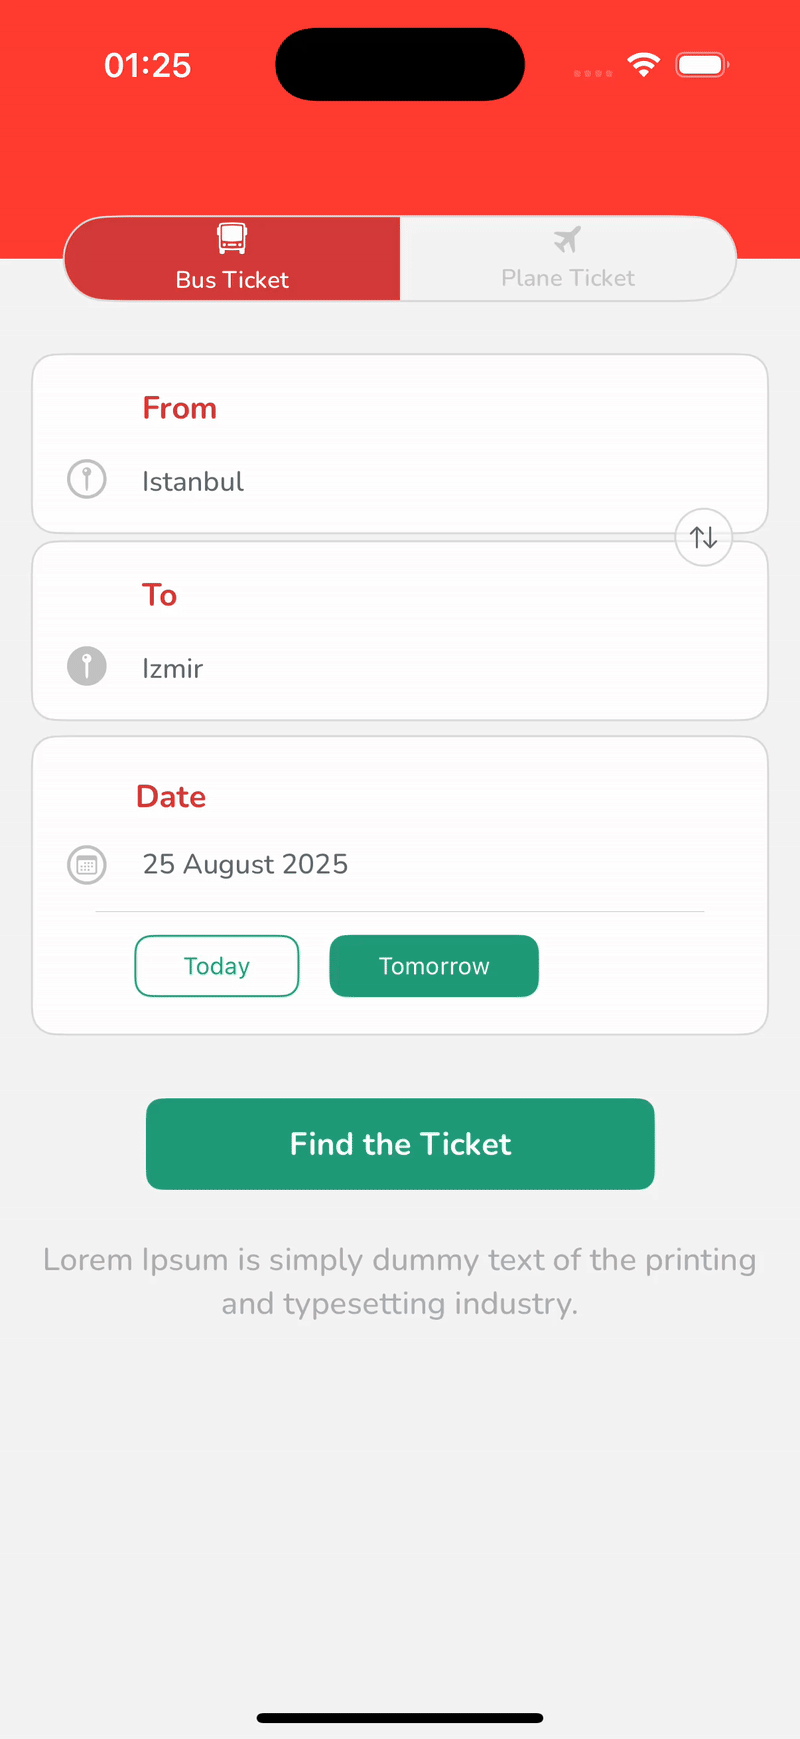 01:25
Bus Ticket
Plane Ticket
From
Istanbul
To
Izmir
Date
25 August 2025
Today
Tomorrow
Find the Ticket
Lorem Ipsum is simply dummy text of the printing
and typesetting industry.